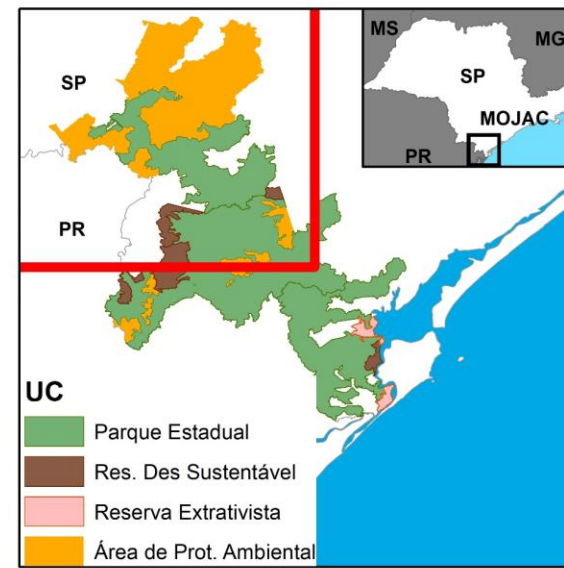 SP
PR
MS
MG
SP
MOJAC
PR
UC
Parque Estadual
Res. Des Sustentável
Reserva Extrativista
Área de Prot. Ambiental